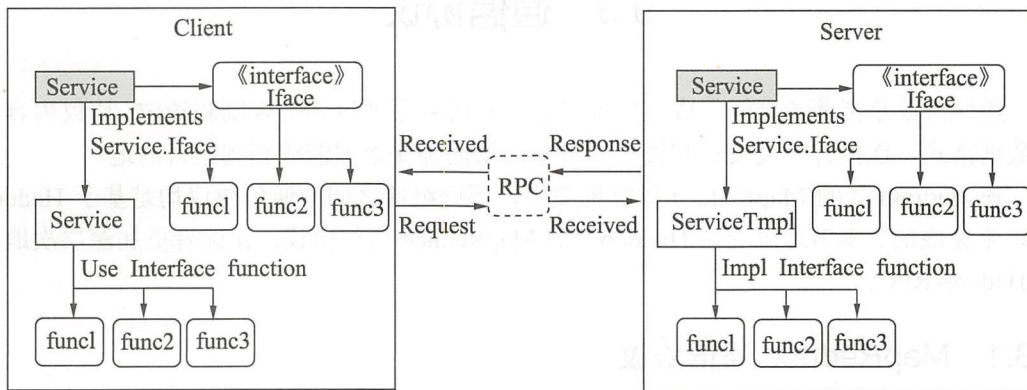 Client
Service
《interface》
Iface
Implements
Service.Iface
func1
func2
func3
Service
Use Interface function
func1
func2
func3
Received
Response
RPC
Request
Received
Server
Service
《interface》
Iface
Implements
Service.Iface
func1
func2
func3
ServiceTmpl
Impl Interface function
func1
func2
func3